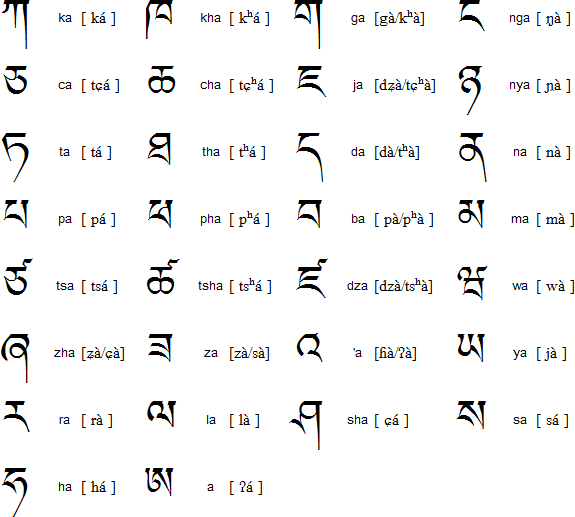 ཀ ka [ ká ] ཁ kha [ kʰá ] ག ga [gà/kʰà] ང nga [ ŋà ]
ཅ ca [ tɕá ] ཆ cha [ tɕʰá ] ཇ ja [dʑà/tɕʰà] ཉ nya [ ɲà ]
ཏ ta [ tá ] ཐ tha [ tʰá ] ད da [dà/tʰà] ན na [ nà ]
པ pa [ pá ] ཕ pha [ pʰá ] བ ba [ pà/pʰà ] མ ma [ mà ]
ཙ tsa [ tsá ] ཚ tsha [ tsʰá ] ཛ dza [dzà/tsʰà] ཝ wa [ wà ]
ཞ zha [ʑà/ɕà] ཟ za [zà/sà] འ 'a [ɦà/ʔà] ཡ ya [ jà ]
ར ra [ rà ] ལ la [ là ] ཤ sha [ ɕá ] ས sa [ sá ]
ཧ ha [ há ] ཨ a [ ʔá ]